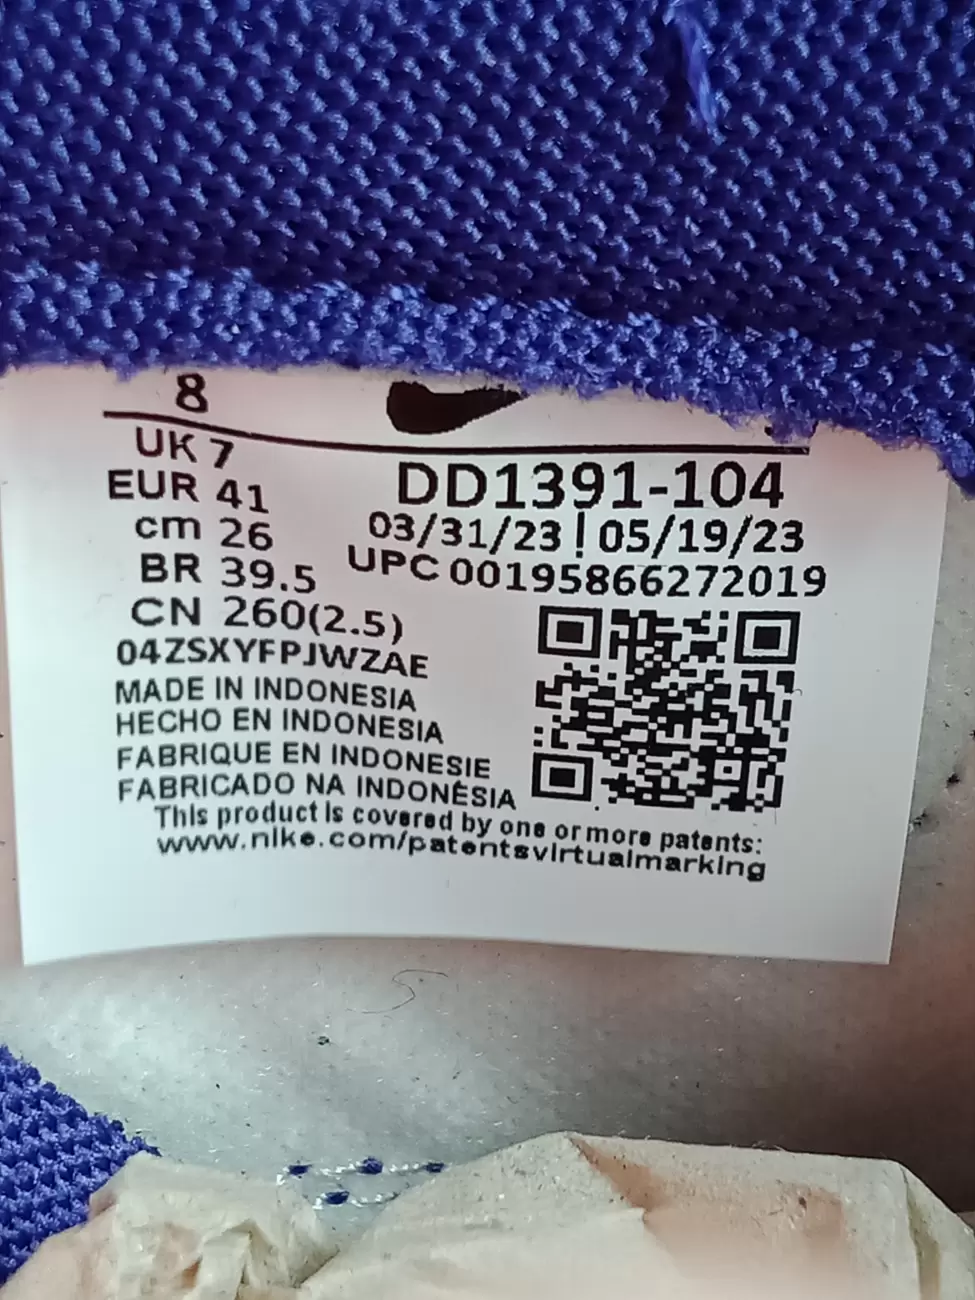 8
UK 7
EUR 41
cm 26
BR 39.5
CN 260(2.5)
DD1391-104
03/31/23 | 05/19/23
UPC 00195866272019
04ZSXYFPJWZAE
MADE IN INDONESIA
HECHO EN INDONESIA
FABRIQUE EN INDONESIE
FABRICADO NA INDONÉSIA
This product is covered by one or more patents:
www.nike.com/patentsvirtualmarking